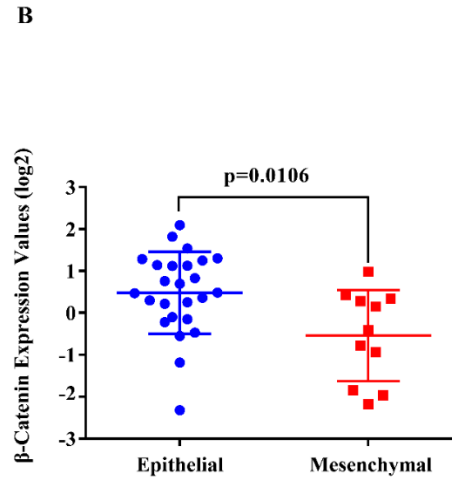 B
β-Catenin Expression Values (log2)
p=0.0106
3
2
1
0
-1
-2
-3
Epithelial
Mesenchymal